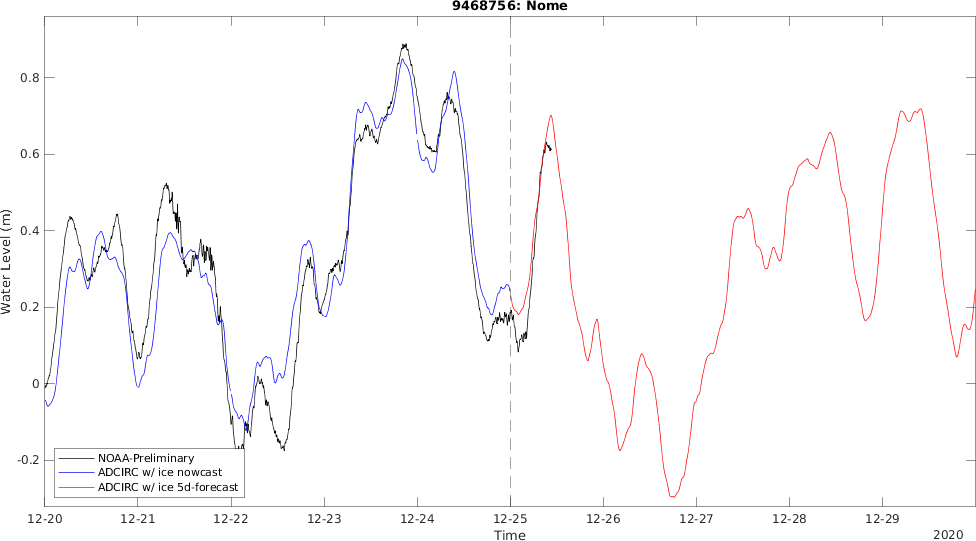 9468756: Nome
Water Level (m)
0.8
0.6
0.4
0.2
0
-0.2
NOAA-Preliminary
ADCIRC w/ ice nowcast
ADCIRC w/ ice 5d-forecast
12-20 12-21 12-22 12-23 12-24 12-25 12-26 12-27 12-28 12-29
Time
2020